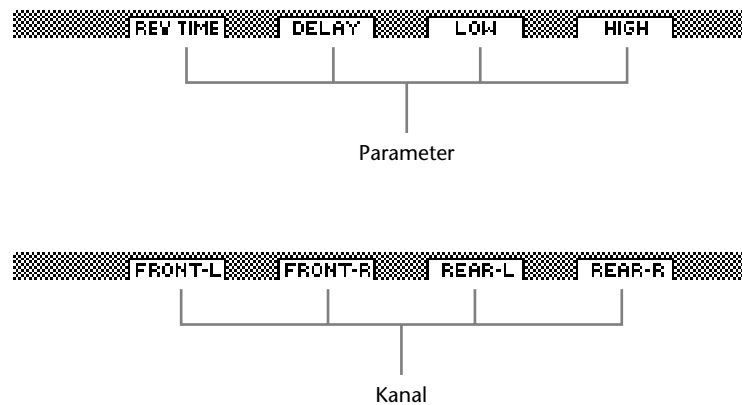 REV TIME DELAY LOW HIGH
Parameter
FRONT-L FRONT-R REAR-L REAR-R
Kanal